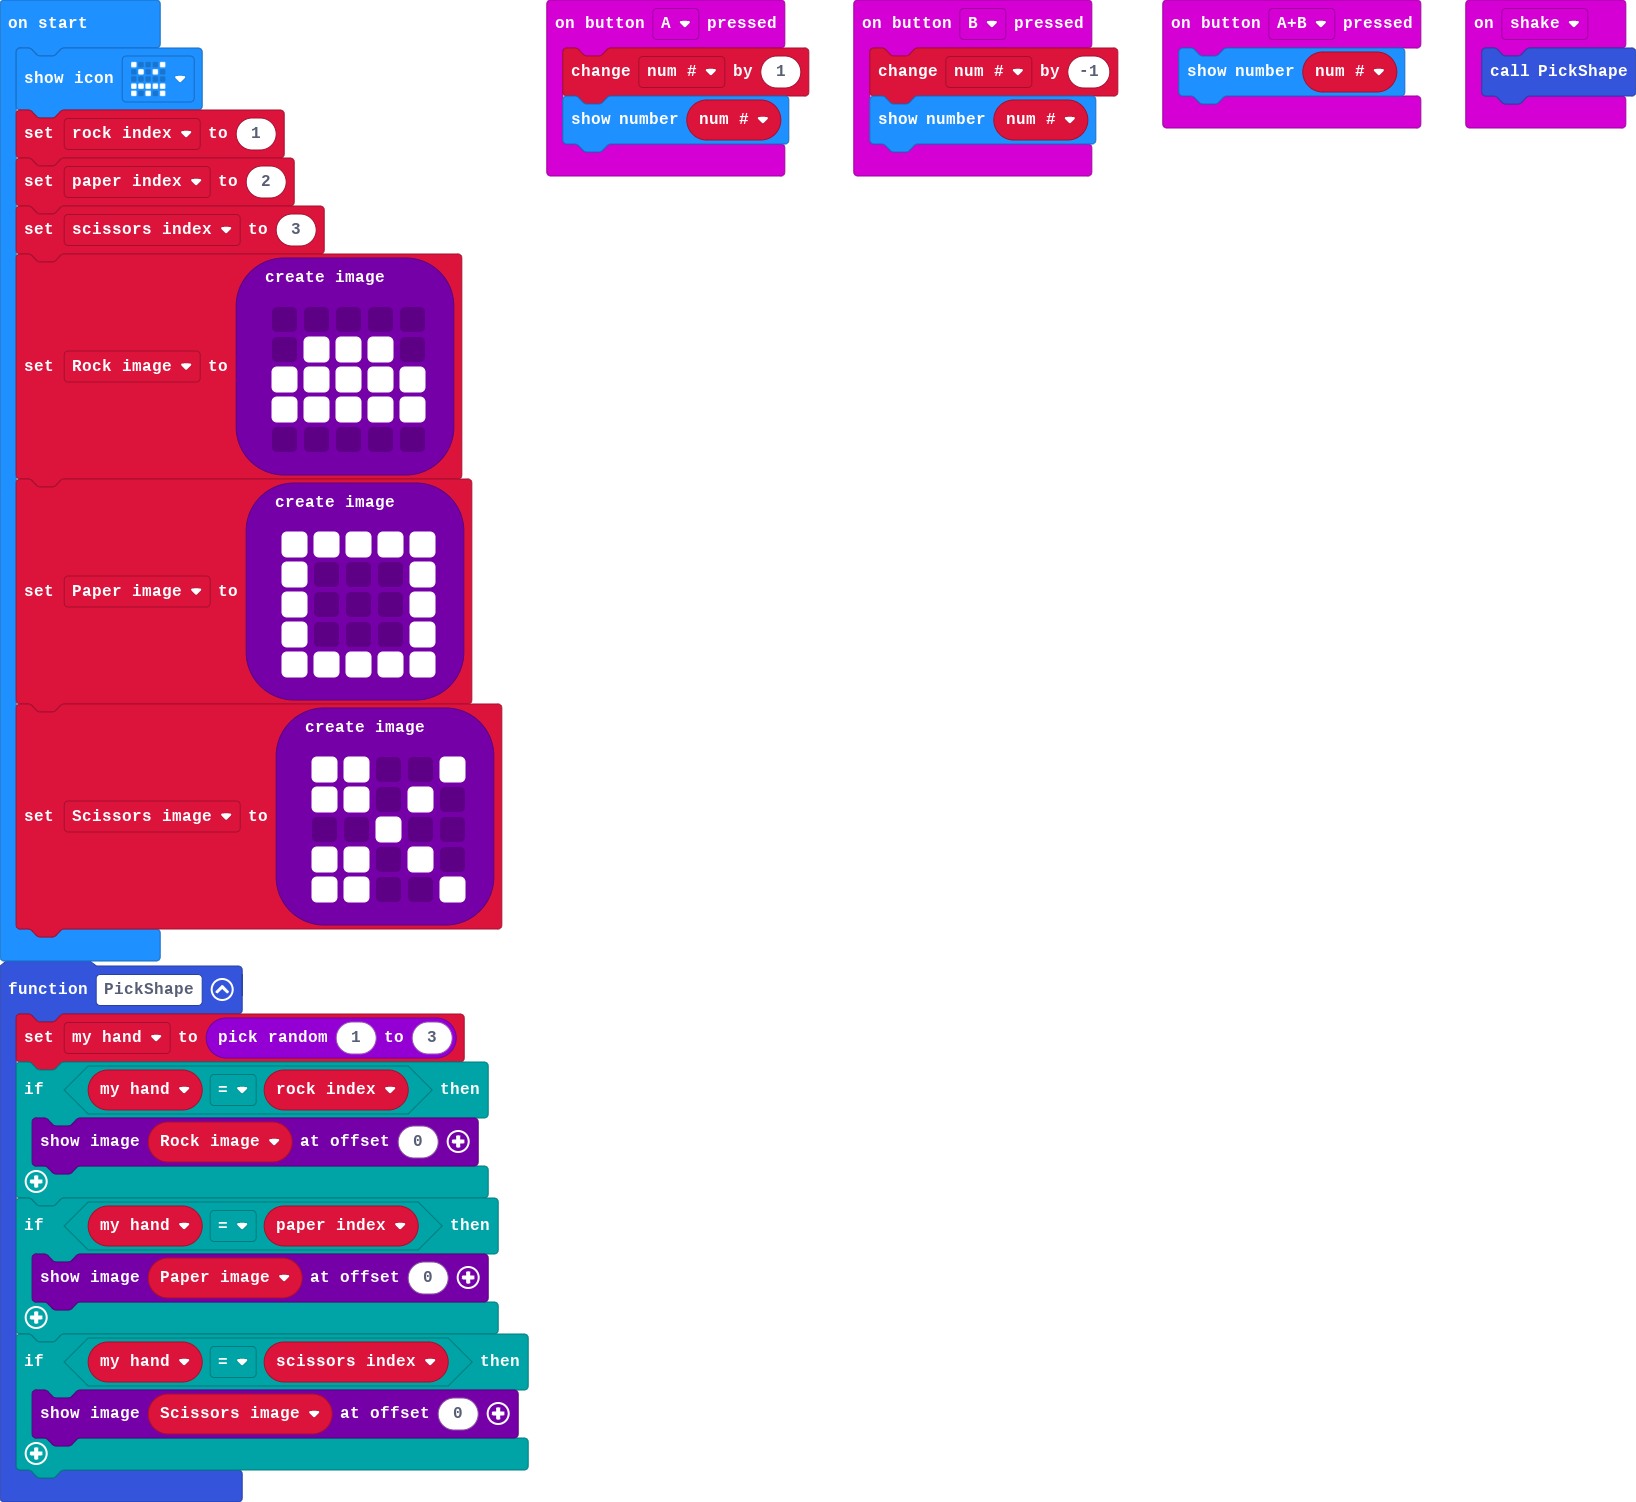 on start
show icon
set rock index to 1
set paper index to 2
set scissors index to 3
create image
set Rock image to
create image
set Paper image to
create image
set Scissors image to
on button A pressed
change num # by 1
show number num #
on button B pressed
change num # by -1
show number num #
on button A+B pressed
show number num #
on shake
call PickShape
function PickShape
set my hand to pick random 1 to 3
if my hand = rock index then
show image Rock image at offset 0
if my hand = paper index then
show image Paper image at offset 0
if my hand = scissors index then
show image Scissors image at offset 0